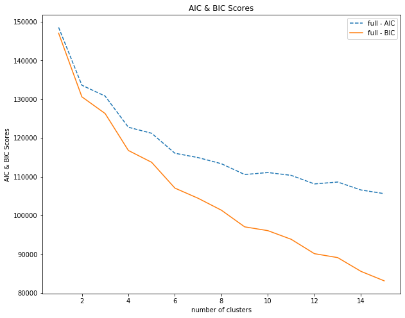 AIC & BIC Scores
full - AIC
full - BIC
AIC & BIC Scores
150000
140000
130000
120000
110000
100000
90000
80000
2 4 6 8 10 12 14
number of clusters